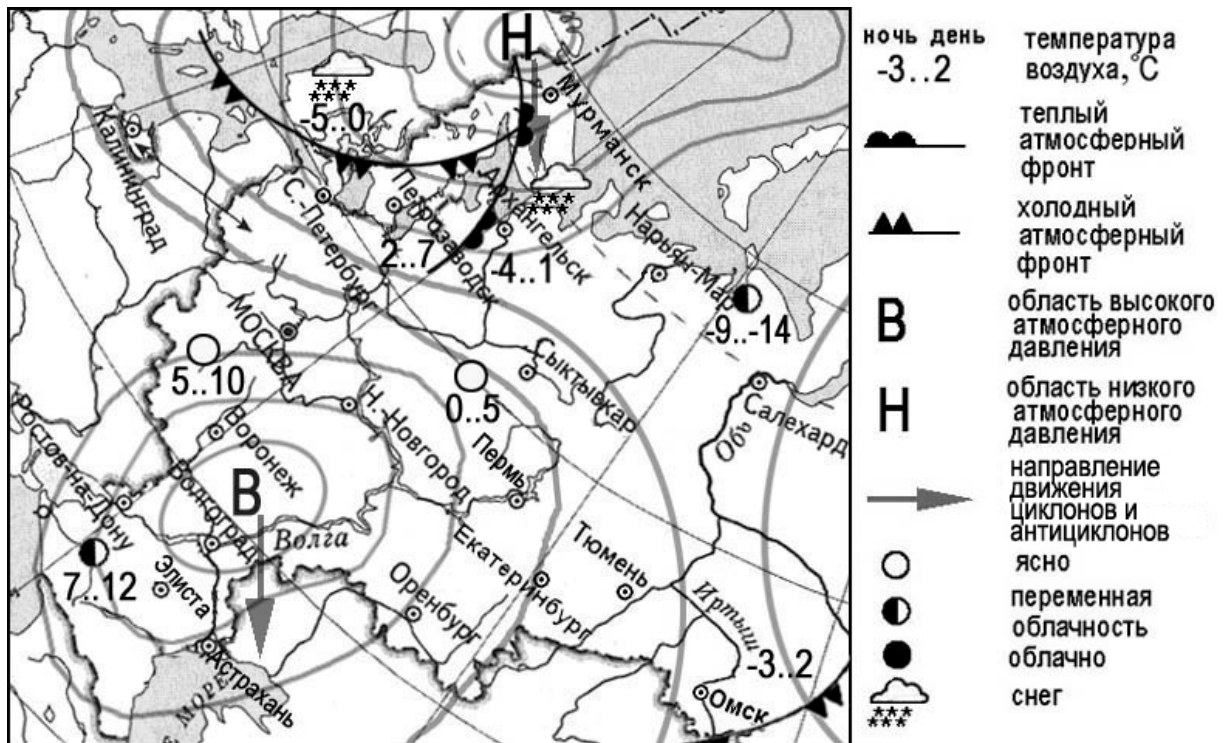 Н
Мурманск
-5..0
Калининград
С.-Петербург
Петрозаводск
Архангельск
2..7
-4..1
Нарьян-Мар
-9..-14
МОСКВА
5..10
0..5
Сыктывкар
Салехард
Обь
Ростов-на-Дону
Воронеж
Н.-Новгород
Пермь
В
Волгоград
Волга
7..12
Элиста
Оренбург
Екатеринбург
Тюмень
Иртыш
-3..2
Омск
Астрахань
МОРЕ
ночь день
-3..2
температура
воздуха,°C
теплый
атмосферный
фронт
холодный
атмосферный
фронт
В
область высокого
атмосферного
давления
Н
область низкого
атмосферного
давления
направление
движения
циклонов и
антициклонов
ясно
переменная
облачность
облачно
снег